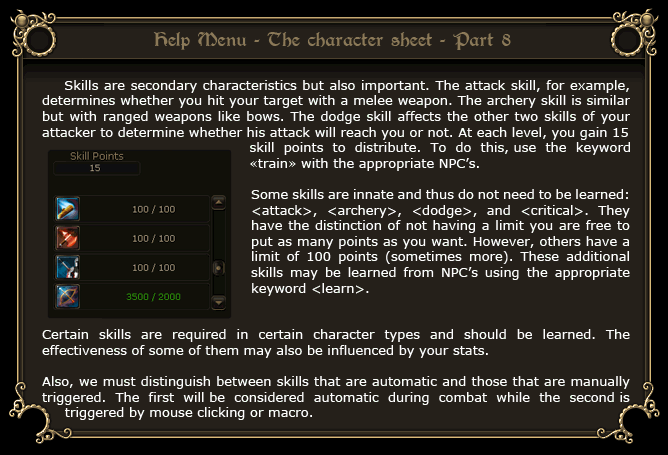 Help Menu - The character sheet - Part 8
Skills are secondary characteristics but also important. The attack skill, for example,
determines whether you hit your target with a melee weapon. The archery skill is similar
but with ranged weapons like bows. The dodge skill affects the other two skills of your
attacker to determine whether his attack will reach you or not. At each level, you gain 15
skill points to distribute. To do this, use the keyword
«train» with the appropriate NPC's.
Skill Points
15
100 / 100
100 / 100
100 / 100
3500 / 2000
Some skills are innate and thus do not need to be learned:
<attack>, <archery>, <dodge>, and <critical>. They
have the distinction of not having a limit you are free to
put as many points as you want. However, others have a
limit of 100 points (sometimes more). These additional
skills may be learned from NPC's using the appropriate
keyword <learn>.
Certain skills are required in certain character types and should be learned. The
effectiveness of some of them may also be influenced by your stats.
Also, we must distinguish between skills that are automatic and those that are manually
triggered. The first will be considered automatic during combat while the second is
triggered by mouse clicking or macro.